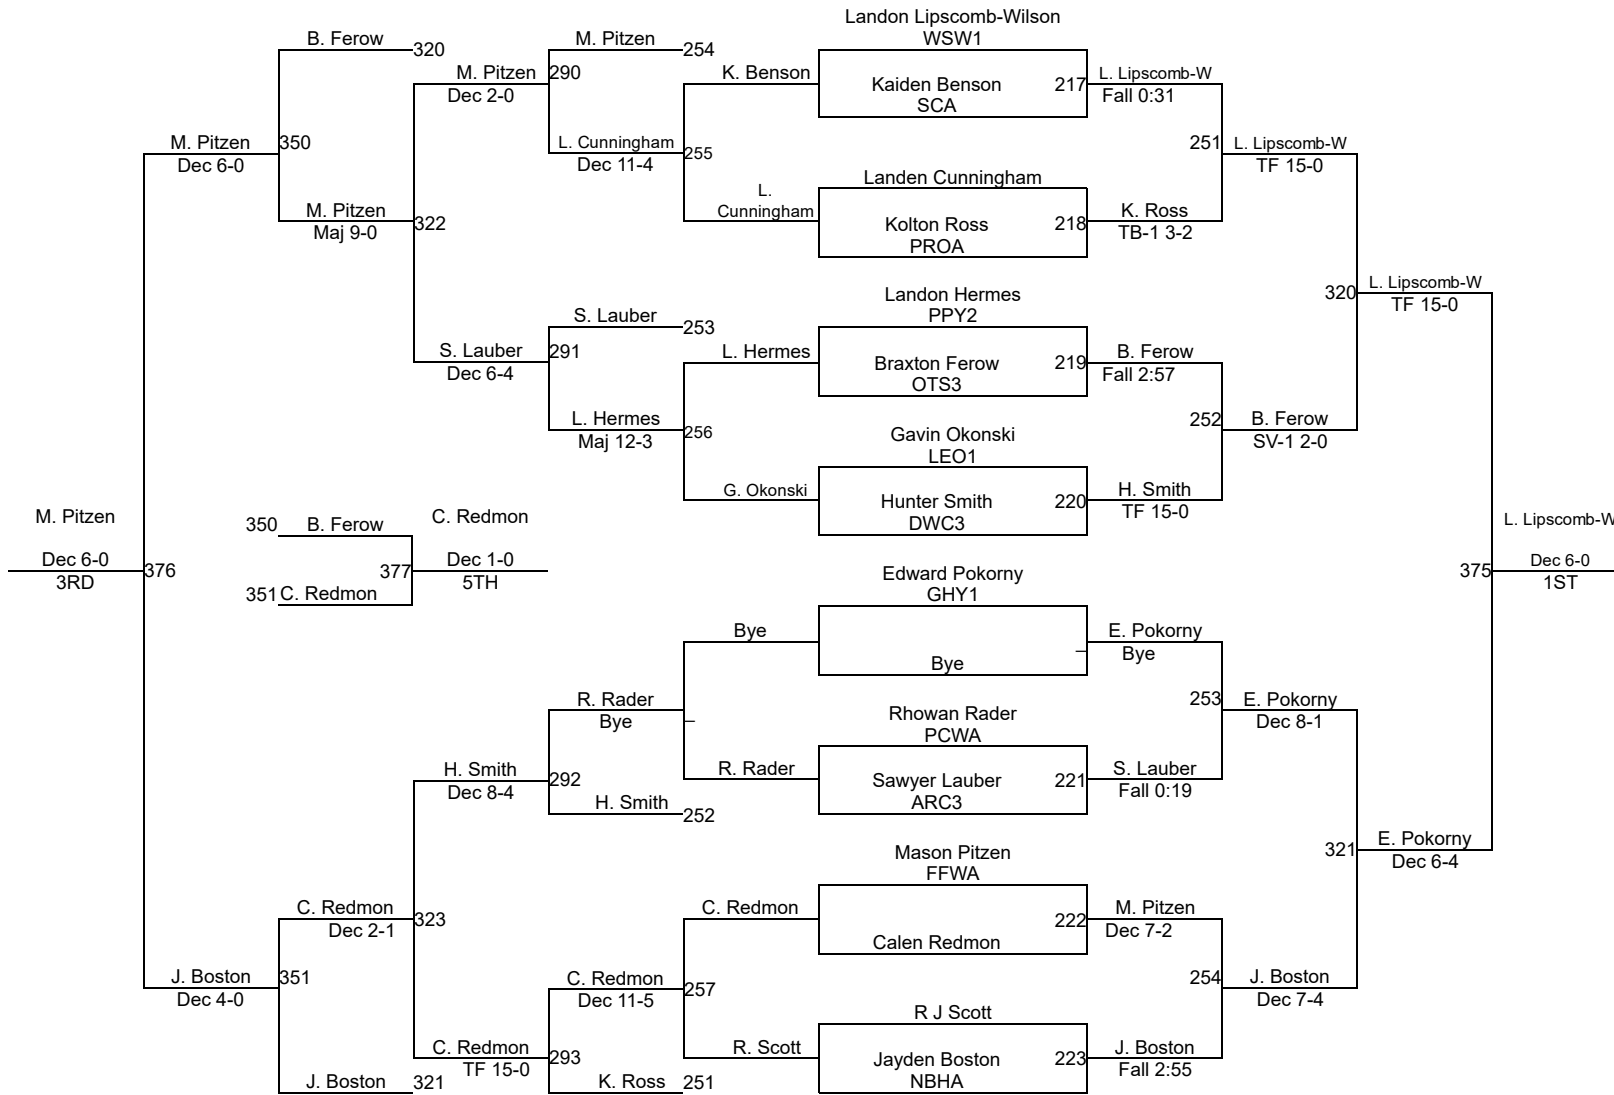 Landon Lipscomb-Wilson
WSW1
B. Ferow
320
M. Pitzen
254
M. Pitzen
290
Dec 2-0
K. Benson
Kaiden Benson
217
SCA
L. Lipscomb-W
Fall 0:31
M. Pitzen
350
Dec 6-0
L. Cunningham
255
Dec 11-4
251
L. Lipscomb-W
TF 15-0
Landen Cunningham
L.
Cunningham
M. Pitzen
322
Maj 9-0
Kolton Ross
218
PROA
K. Ross
TB-1 3-2
Landon Hermes
PPY2
320
L. Lipscomb-W
TF 15-0
S. Lauber
253
S. Lauber
291
Dec 6-4
L. Hermes
Braxton Ferow
219
OTS3
B. Ferow
Fall 2:57
L. Hermes
256
Maj 12-3
252
B. Ferow
SV-1 2-0
Gavin Okonski
LEO1
G. Okonski
Hunter Smith
220
DWC3
H. Smith
TF 15-0
M. Pitzen
Dec 6-0
376
3RD
350
B. Ferow
377
351
C. Redmon
C. Redmon
Dec 1-0
5TH
L. Lipscomb-W
375
Dec 6-0
1ST
Edward Pokorny
GHY1
Bye
Bye
_
E. Pokorny
Bye
R. Rader
_
Bye
253
E. Pokorny
Dec 8-1
Rhowan Rader
PCWA
H. Smith
292
Dec 8-4
R. Rader
Sawyer Lauber
221
ARC3
S. Lauber
Fall 0:19
H. Smith
252
321
E. Pokorny
Dec 6-4
Mason Pitzen
FFWA
C. Redmon
323
Dec 2-1
C. Redmon
222
Calen Redmon
M. Pitzen
Dec 7-2
J. Boston
351
Dec 4-0
C. Redmon
257
Dec 11-5
254
J. Boston
Dec 7-4
R J Scott
C. Redmon
293
TF 15-0
R. Scott
Jayden Boston
223
NBHA
J. Boston
Fall 2:55
J. Boston
321
K. Ross
251